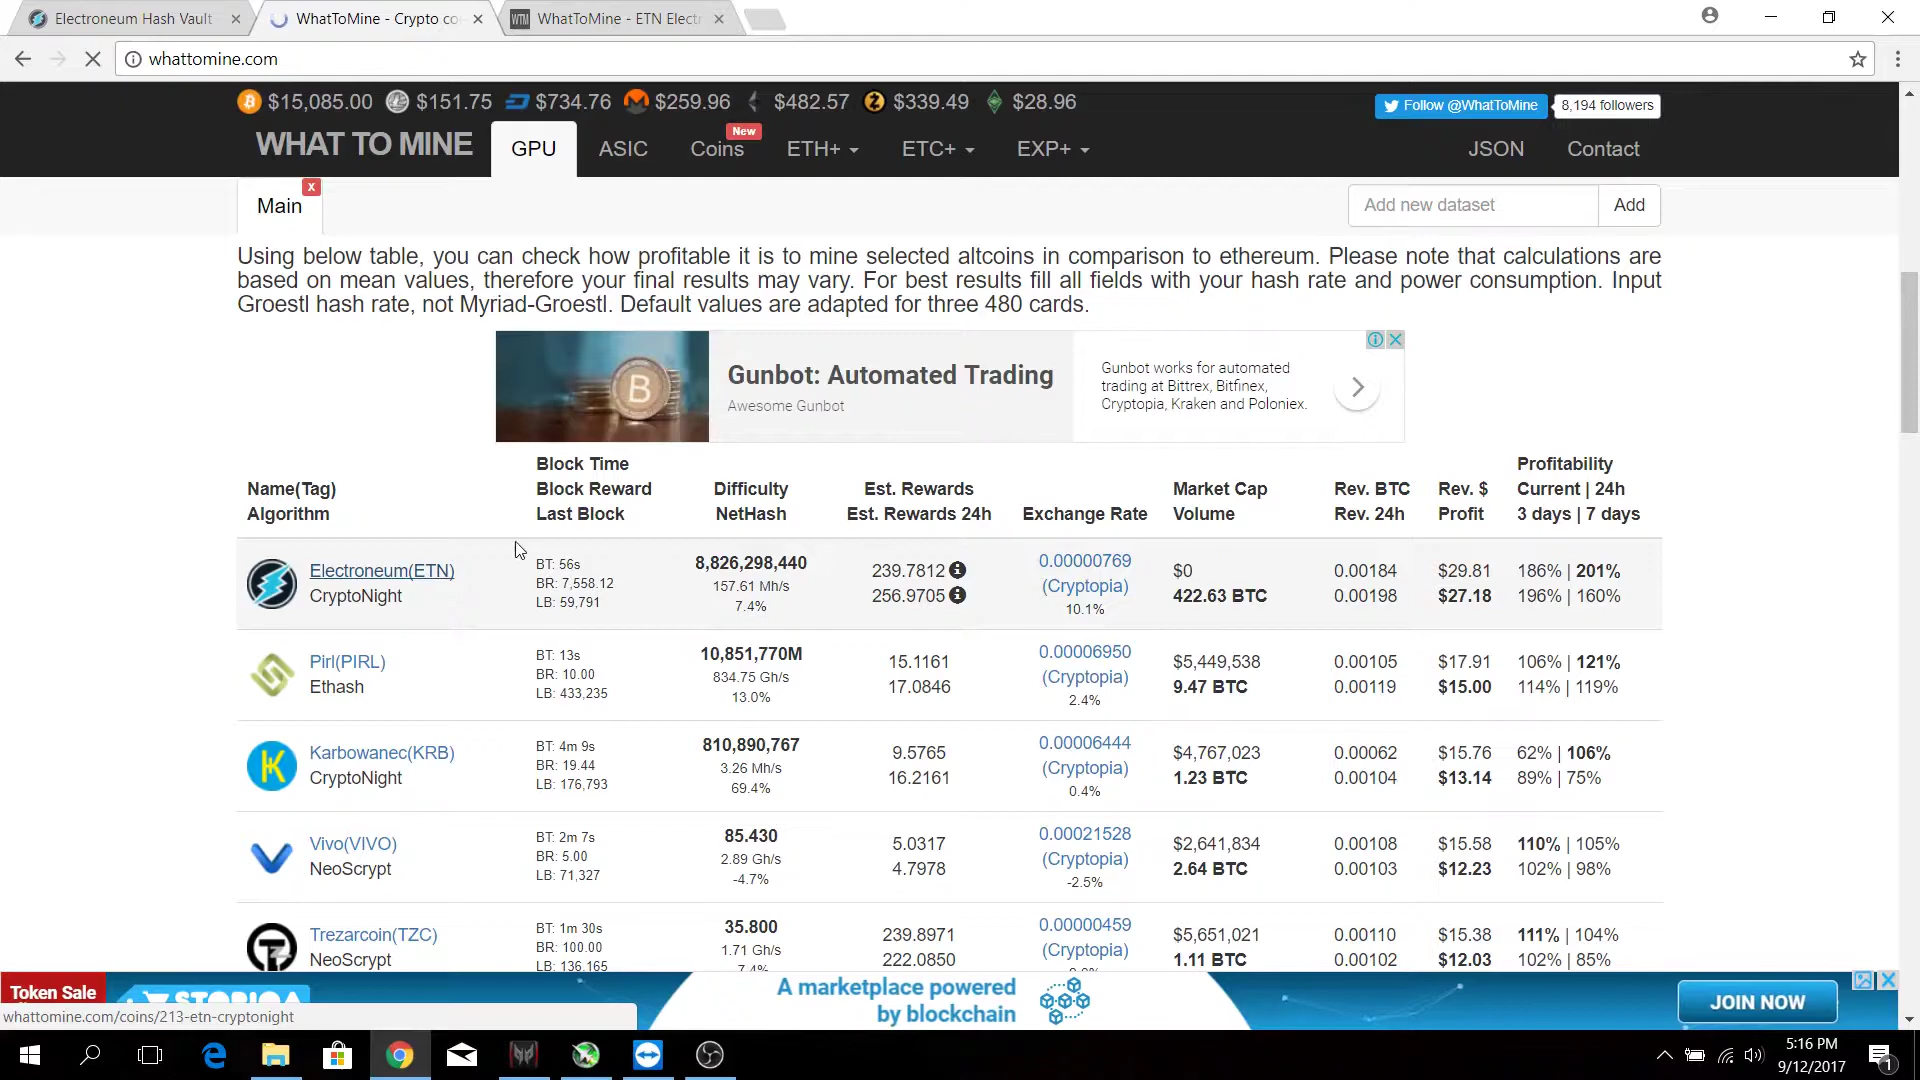 Electroneum Hash Vault
WhatToMine - Crypto co
WTM WhatToMine - ETN Electr
whattomine.com
$15,085.00 $151.75 $734.76 $259.96 $482.57 $339.49 $28.96
Follow @WhatToMine 8,194 followers
WHAT TO MINE GPU ASIC Coins New ETH+ ETC+ EXP+ JSON Contact
Main x Add new dataset Add
Using below table, you can check how profitable it is to mine selected altcoins in comparison to ethereum. Please note that calculations are
based on mean values, therefore your final results may vary. For best results fill all fields with your hash rate and power consumption. Input
Groestl hash rate, not Myriad-Groestl. Default values are adapted for three 480 cards.
Gunbot: Automated Trading
Awesome Gunbot
Gunbot works for automated
trading at Bittrex, Bitfinex,
Cryptopia, Kraken and Poloniex.
Block Time Profitability
Name(Tag) Block Reward Difficulty Est. Rewards Market Cap Rev. BTC Rev. $ Current | 24h
Algorithm Last Block NetHash Est. Rewards 24h Exchange Rate Volume Rev. 24h Profit 3 days | 7 days
Electroneum(ETN) BT: 56s 8,826,298,440 239.7812 0.00000769 $0 0.00184 $29.81 186% | 201%
CryptoNight BR: 7,558.12 157.61 Mh/s 256.9705 (Cryptopia) 422.63 BTC 0.00198 $27.18 196% | 160%
LB: 59,791 7.4% 10.1%
Pirl(PIRL) BT: 13s 10,851,770M 15.1161 0.00006950 $5,449,538 0.00105 $17.91 106% | 121%
Ethash BR: 10.00 834.75 Gh/s 17.0846 (Cryptopia) 9.47 BTC 0.00119 $15.00 114% | 119%
LB: 433,235 13.0% 2.4%
Karbowanec(KRB) BT: 4m 9s 810,890,767 9.5765 0.00006444 $4,767,023 0.00062 $15.76 62% | 106%
CryptoNight BR: 19.44 3.26 Mh/s 16.2161 (Cryptopia) 1.23 BTC 0.00104 $13.14 89% | 75%
LB: 176,793 69.4% 0.4%
Vivo(VIVO) BT: 2m 7s 85.430 5.0317 0.00021528 $2,641,834 0.00108 $15.58 110% | 105%
NeoScrypt BR: 5.00 2.89 Gh/s 4.7978 (Cryptopia) 2.64 BTC 0.00103 $12.23 102% | 98%
LB: 71,327 -4.7% -2.5%
Trezarcoin(TZC) BT: 1m 30s 35.800 239.8971 0.00000459 $5,651,021 0.00110 $15.38 111% | 104%
NeoScrypt BR: 100.00 1.71 Gh/s 222.0850 (Cryptopia) 1.11 BTC 0.00102 $12.03 102% | 85%
LB: 136,165
Token Sale
A marketplace powered
by blockchain
JOIN NOW
whattomine.com/coins/213-etn-cryptonight
5:16 PM
9/12/2017
1